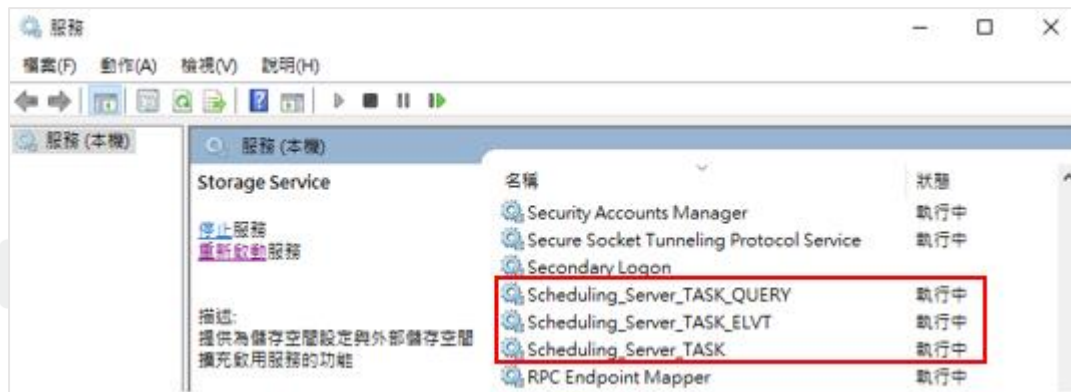 服務
檔案(F) 動作(A) 檢視(V) 說明(H)
服務 (本機)
服務 (本機)
Storage Service
停止服務
重新啟動服務
描述:
提供為儲存空間設定與外部儲存空間
擴充啟用服務的功能
名稱 狀態
Security Accounts Manager 執行中
Secure Socket Tunneling Protocol Service 執行中
Secondary Logon
Scheduling_Server_TASK_QUERY 執行中
Scheduling_Server_TASK_ELVT 執行中
Scheduling_Server_TASK 執行中
RPC Endpoint Mapper 執行中